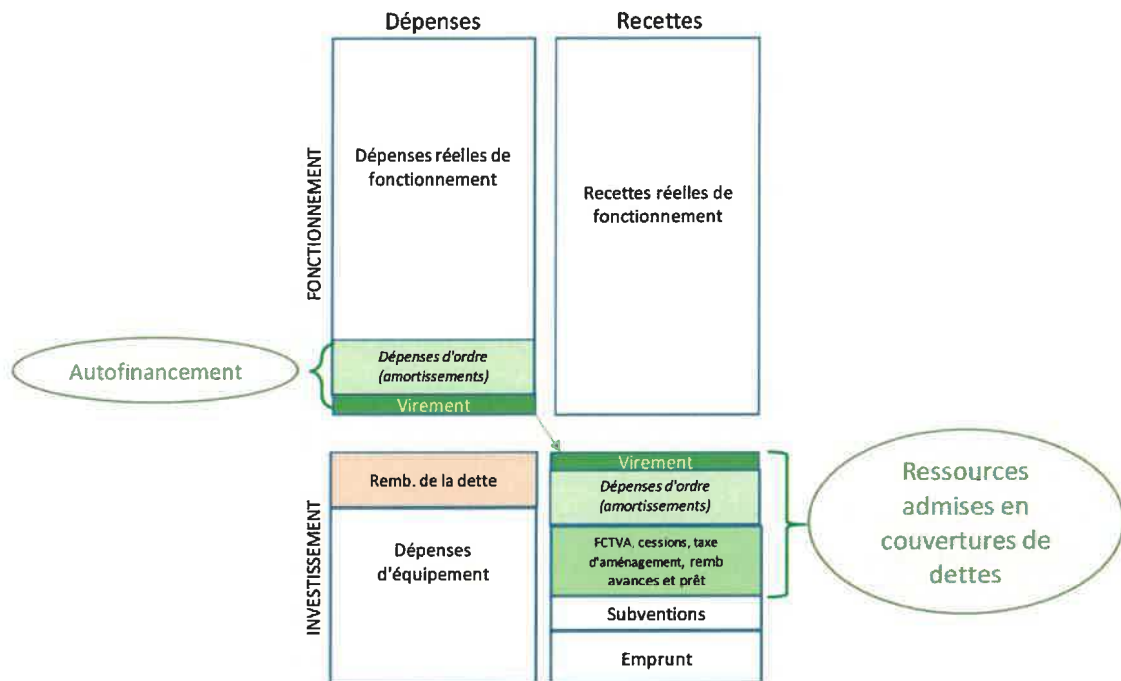 Dépenses
Recettes
FONCTIONNEMENT
Dépenses réelles de
fonctionnement
Recettes réelles de
fonctionnement
Autofinancement
Dépenses d'ordre
(amortissements)
Virement
INVESTISSEMENT
Remb. de la dette
Dépenses
d'équipement
Virement
Dépenses d'ordre
(amortissements)
FCTVA, cessions, taxe
d'aménagement, remb
avances et prêt
Subventions
Emprunt
Ressources
admises en
couvertures de
dettes